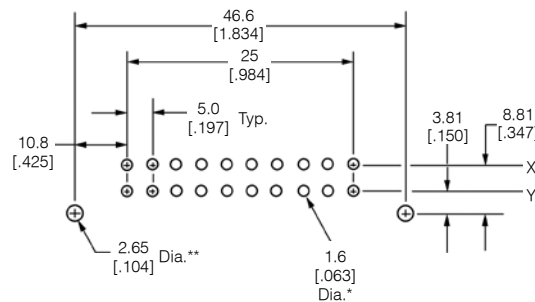 46.6
[1.834]
25
[.984]
5.0
[.197] Typ.
10.8
[.425]
3.81
[.150]
8.81
[.347]
X
Y
2.65
[.104] Dia.**
1.6
[.063]
Dia.*